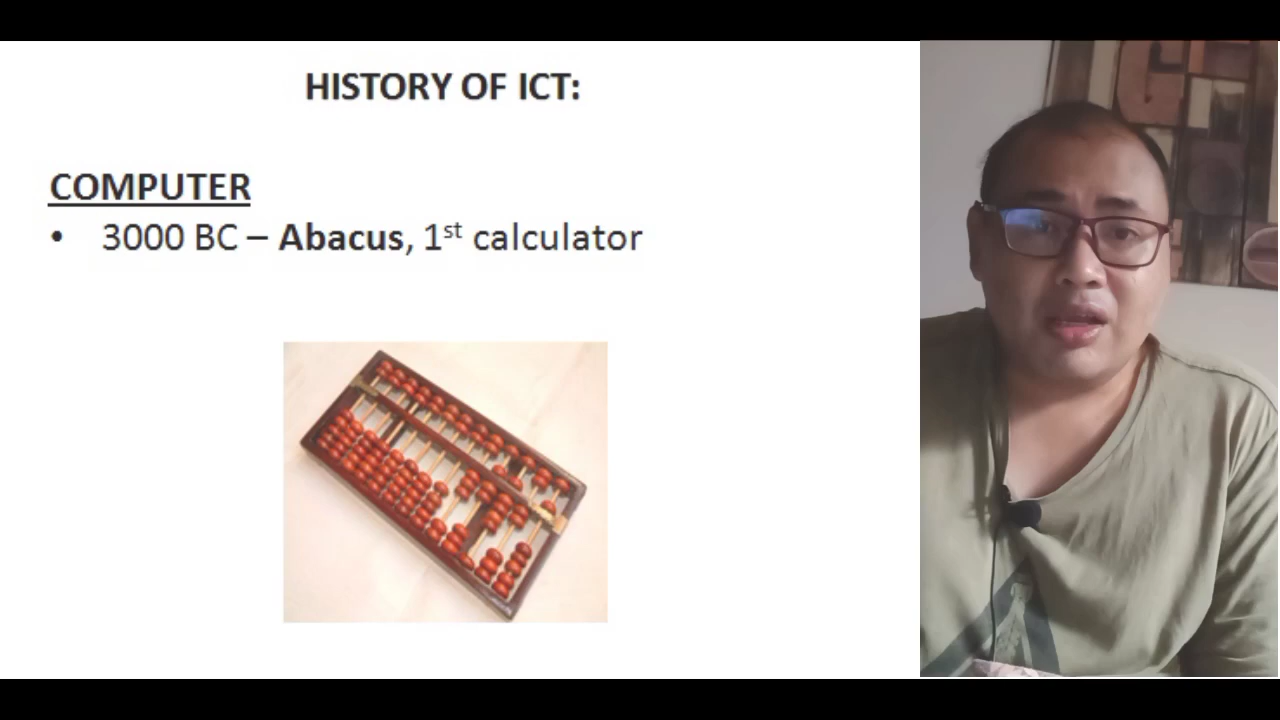 HISTORY OF ICT:
COMPUTER
• 3000 BC – Abacus, 1st calculator